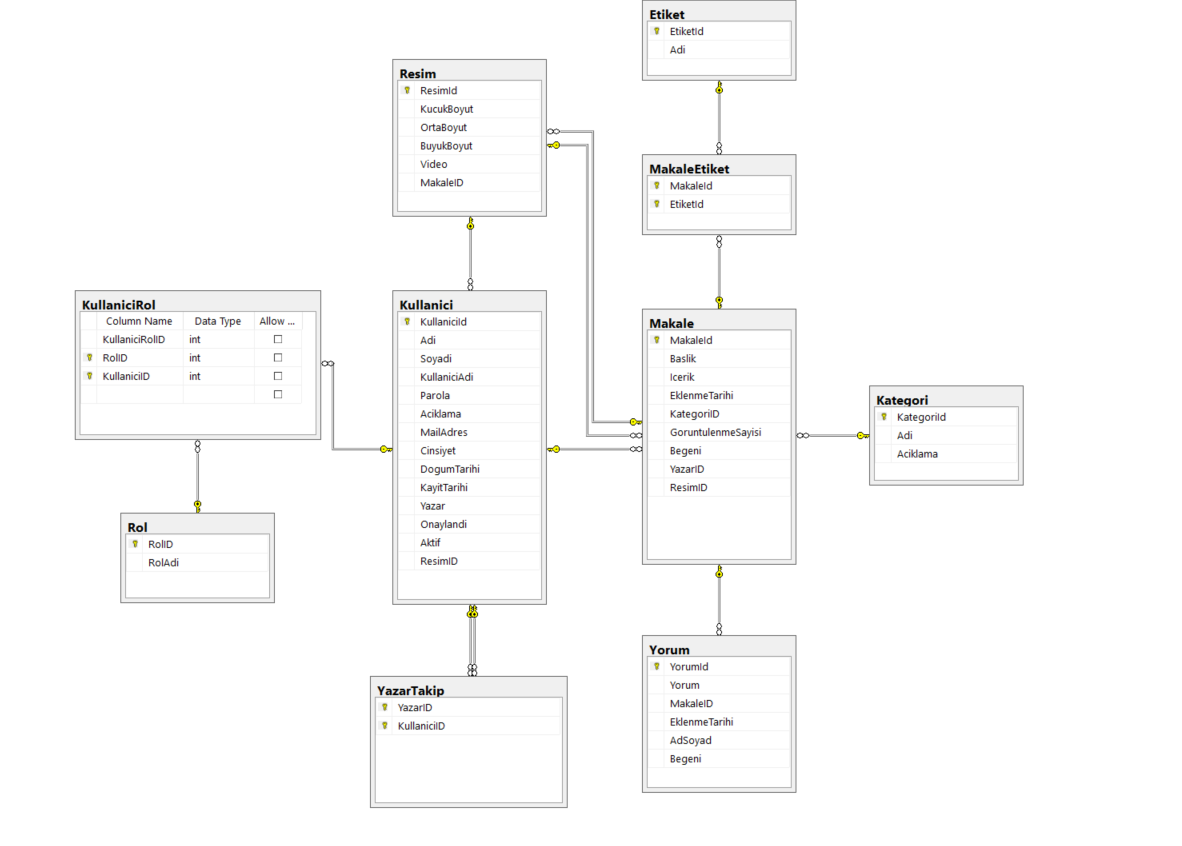 Etiket
EtiketId
Adi
Resim
ResimId
KucukBoyut
OrtaBoyut
BuyukBoyut
Video
MakaleID
MakaleEtiket
MakaleId
EtiketId
KullaniciRol
Column Name Data Type Allow ...
KullaniciRolID int
RolID int
KullaniciID int
Kullanici
KullaniciId
Adi
Soyadi
KullaniciAdi
Parola
Aciklama
MailAdres
Cinsiyet
DogumTarihi
KayitTarihi
Yazar
Onaylandi
Aktif
ResimID
Makale
MakaleId
Baslik
Icerik
EklenmeTarihi
KategoriID
GoruntulenmeSayisi
Begeni
YazarID
ResimID
Kategori
KategoriId
Adi
Aciklama
Rol
RolID
RolAdi
YazarTakip
YazarID
KullaniciID
Yorum
YorumId
Yorum
MakaleID
EklenmeTarihi
AdSoyad
Begeni